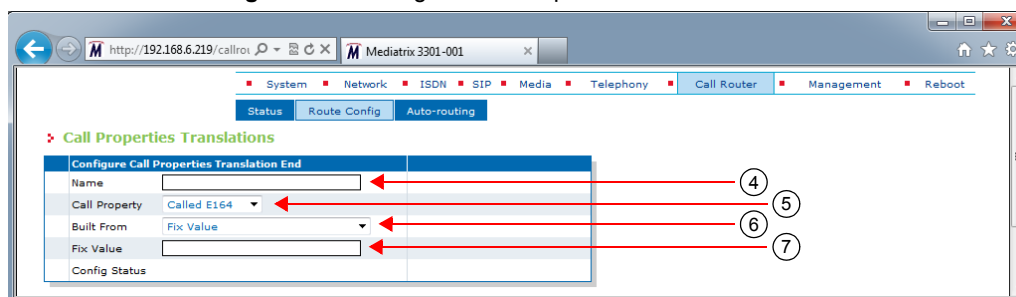 http://192.168.6.219/callrou
Mediatrix 3301-001
System Network ISDN SIP Media Telephony Call Router Management Reboot
Status Route Config Auto-routing
Call Properties Translations
Configure Call Properties Translation End
Name
4
Call Property Called E164
5
Built From Fix Value
6
Fix Value
7
Config Status